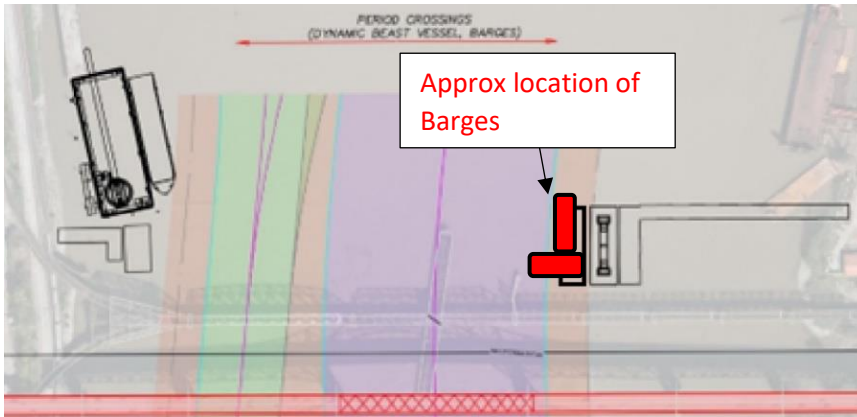 PERIOD CROSSINGS
(DYNAMIC BEAST VESSEL, BARGES)
Approx location of
Barges